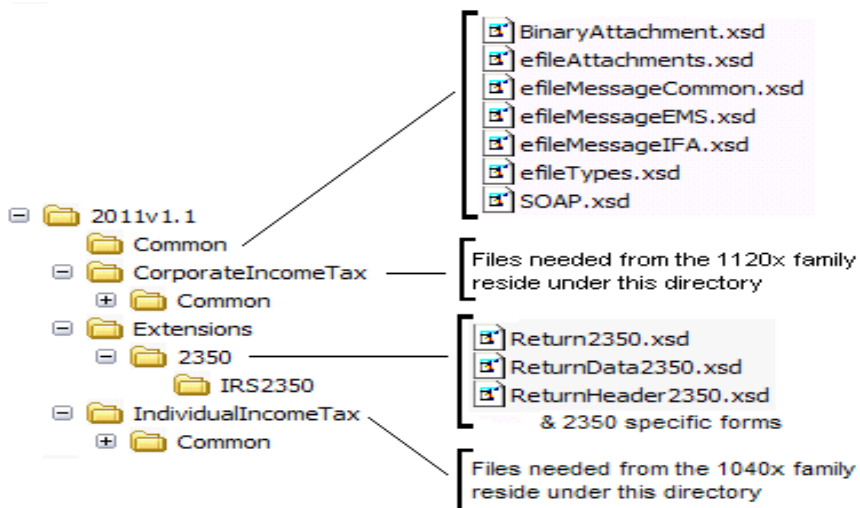 BinaryAttachment.xsd
efileAttachments.xsd
efileMessageCommon.xsd
efileMessageEMS.xsd
efileMessageIFA.xsd
efileTypes.xsd
SOAP.xsd
2011v1.1
Common
CorporateIncomeTax
Common
Files needed from the 1120x family
reside under this directory
Extensions
2350
IRS2350
Return2350.xsd
ReturnData2350.xsd
ReturnHeader2350.xsd
& 2350 specific forms
IndividualIncomeTax
Common
Files needed from the 1040x family
reside under this directory